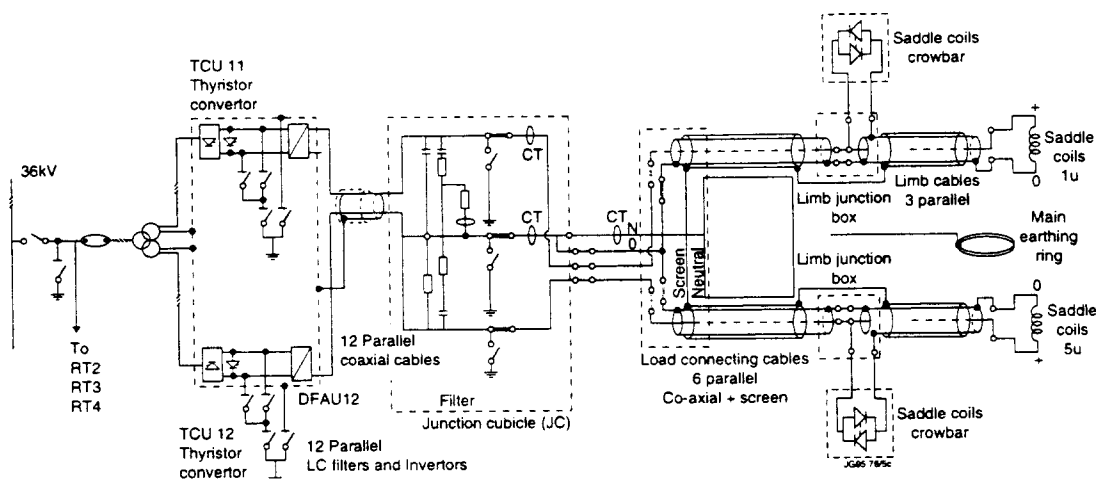 Saddle coils
crowbar
TCU 11
Thyristor
convertor
36kV
CT
+
Saddle
coils
1u
0
Limb cables
3 parallel
Limb junction
box
CT
CT
N
0
Main
earthing
ring
Screen
Neutral
Limb junction
box
0
Saddle
coils
5u
+
12 Parallel
coaxial cables
To
RT2
RT3
RT4
DFAU12
Filter
Junction cubicle (JC)
Load connecting cables
6 parallel
Co-axial + screen
TCU 12
Thyristor
convertor
12 Parallel
LC filters and Invertors
Saddle coils
crowbar
JG95 76/5c